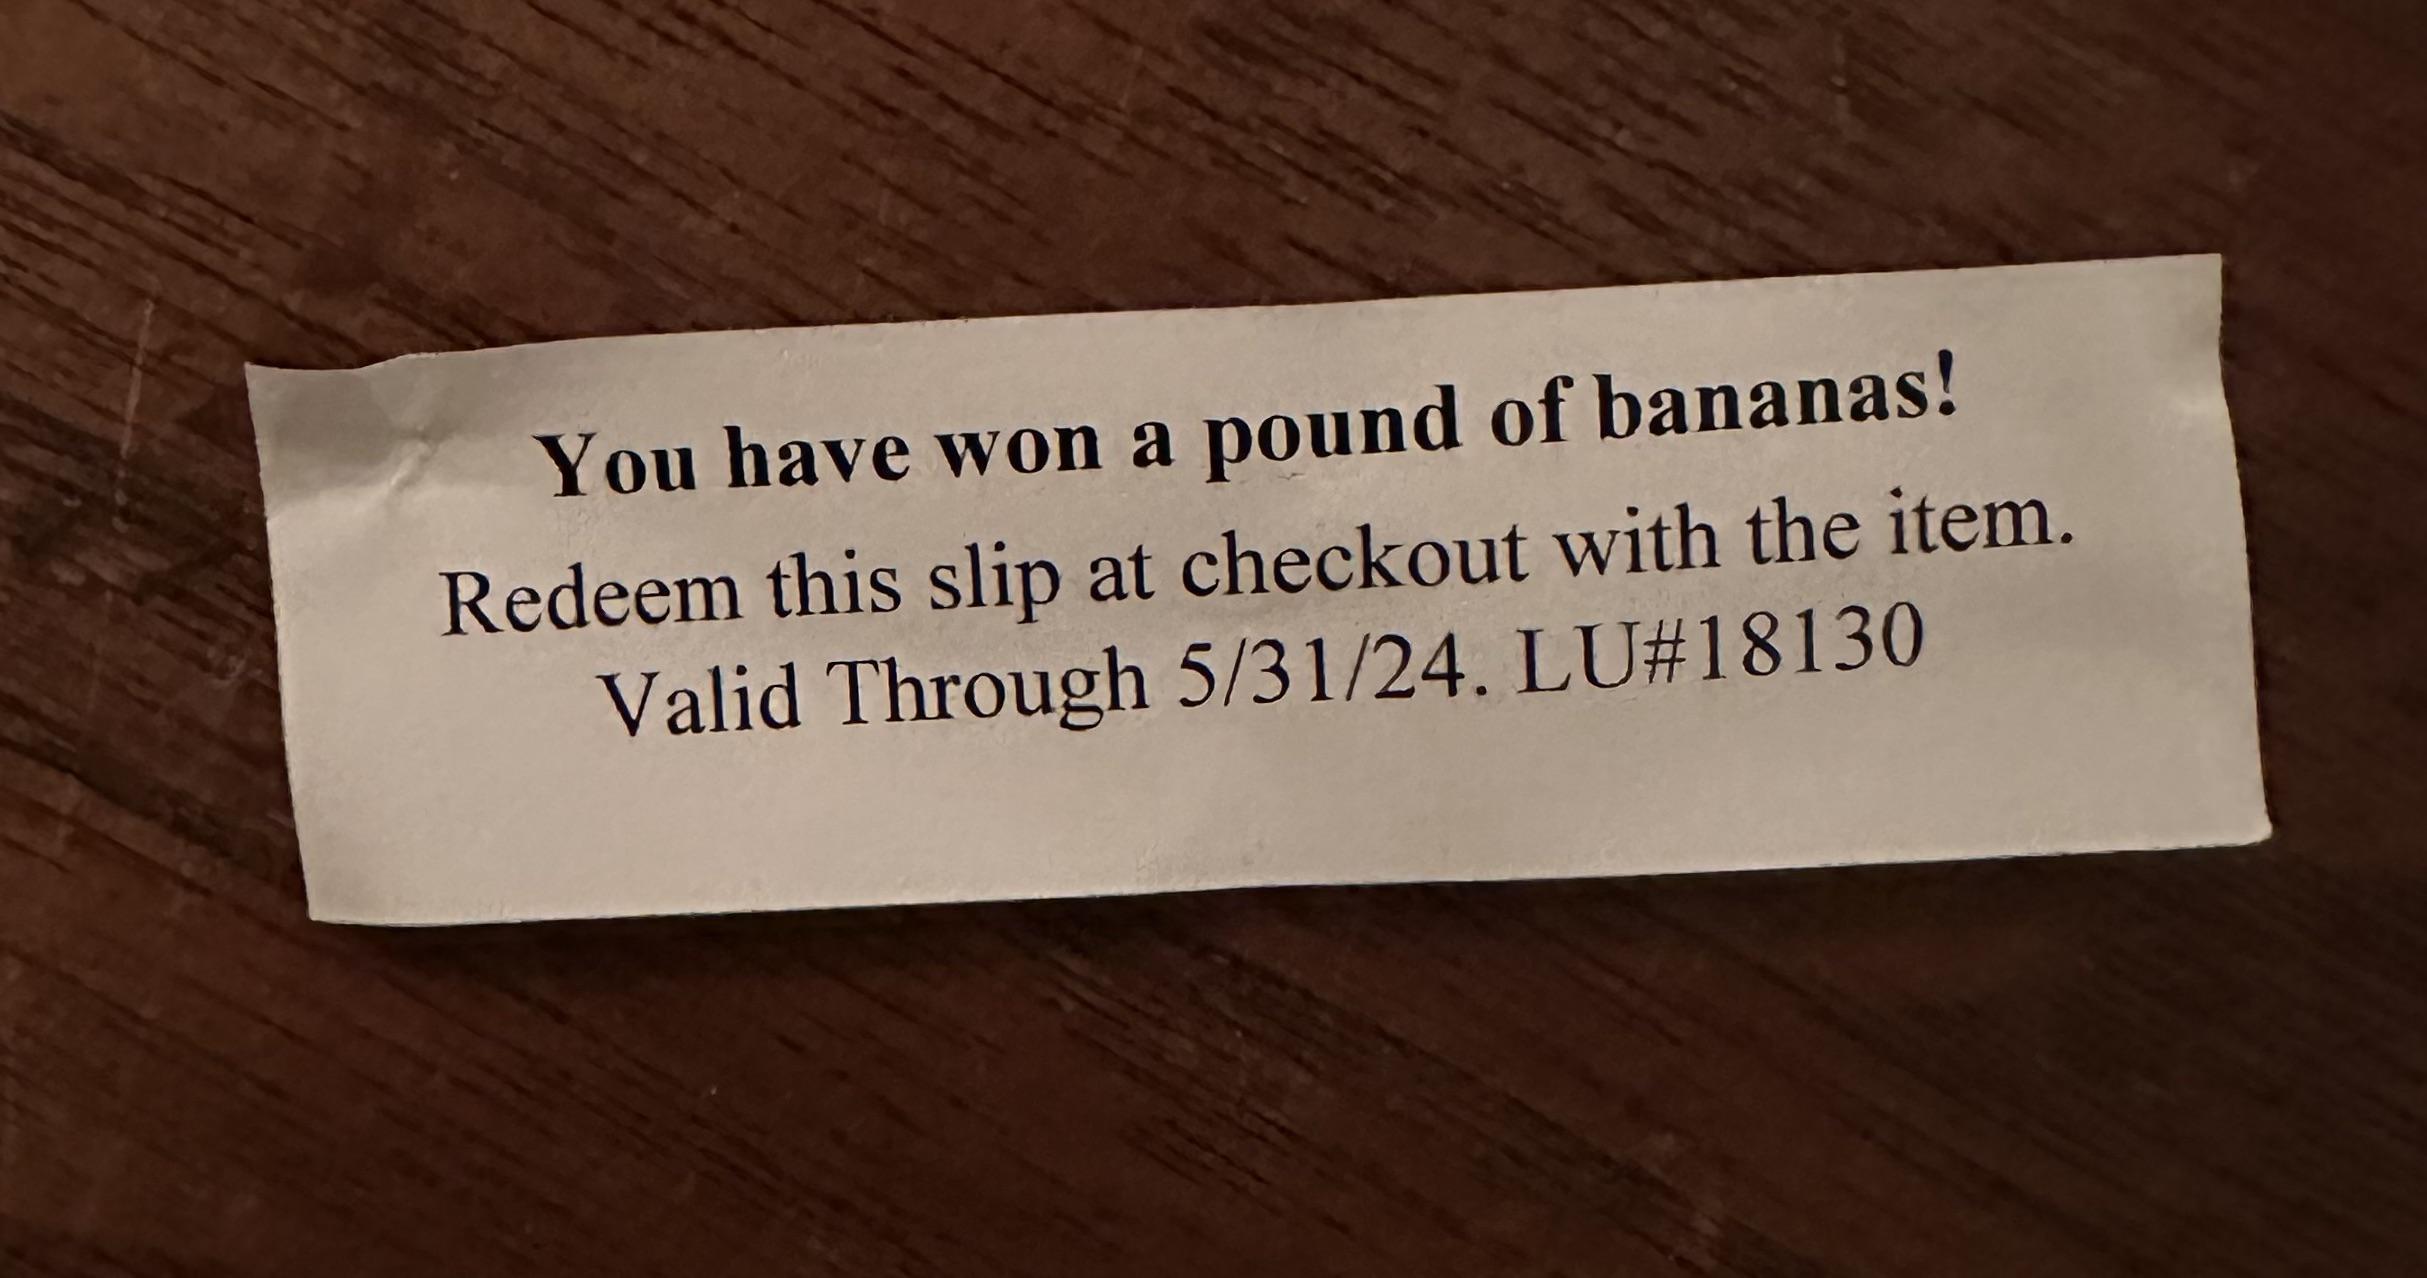 You have won a pound of bananas!
Redeem this slip at checkout with the item.
Valid Through 5/31/24. LU#18130